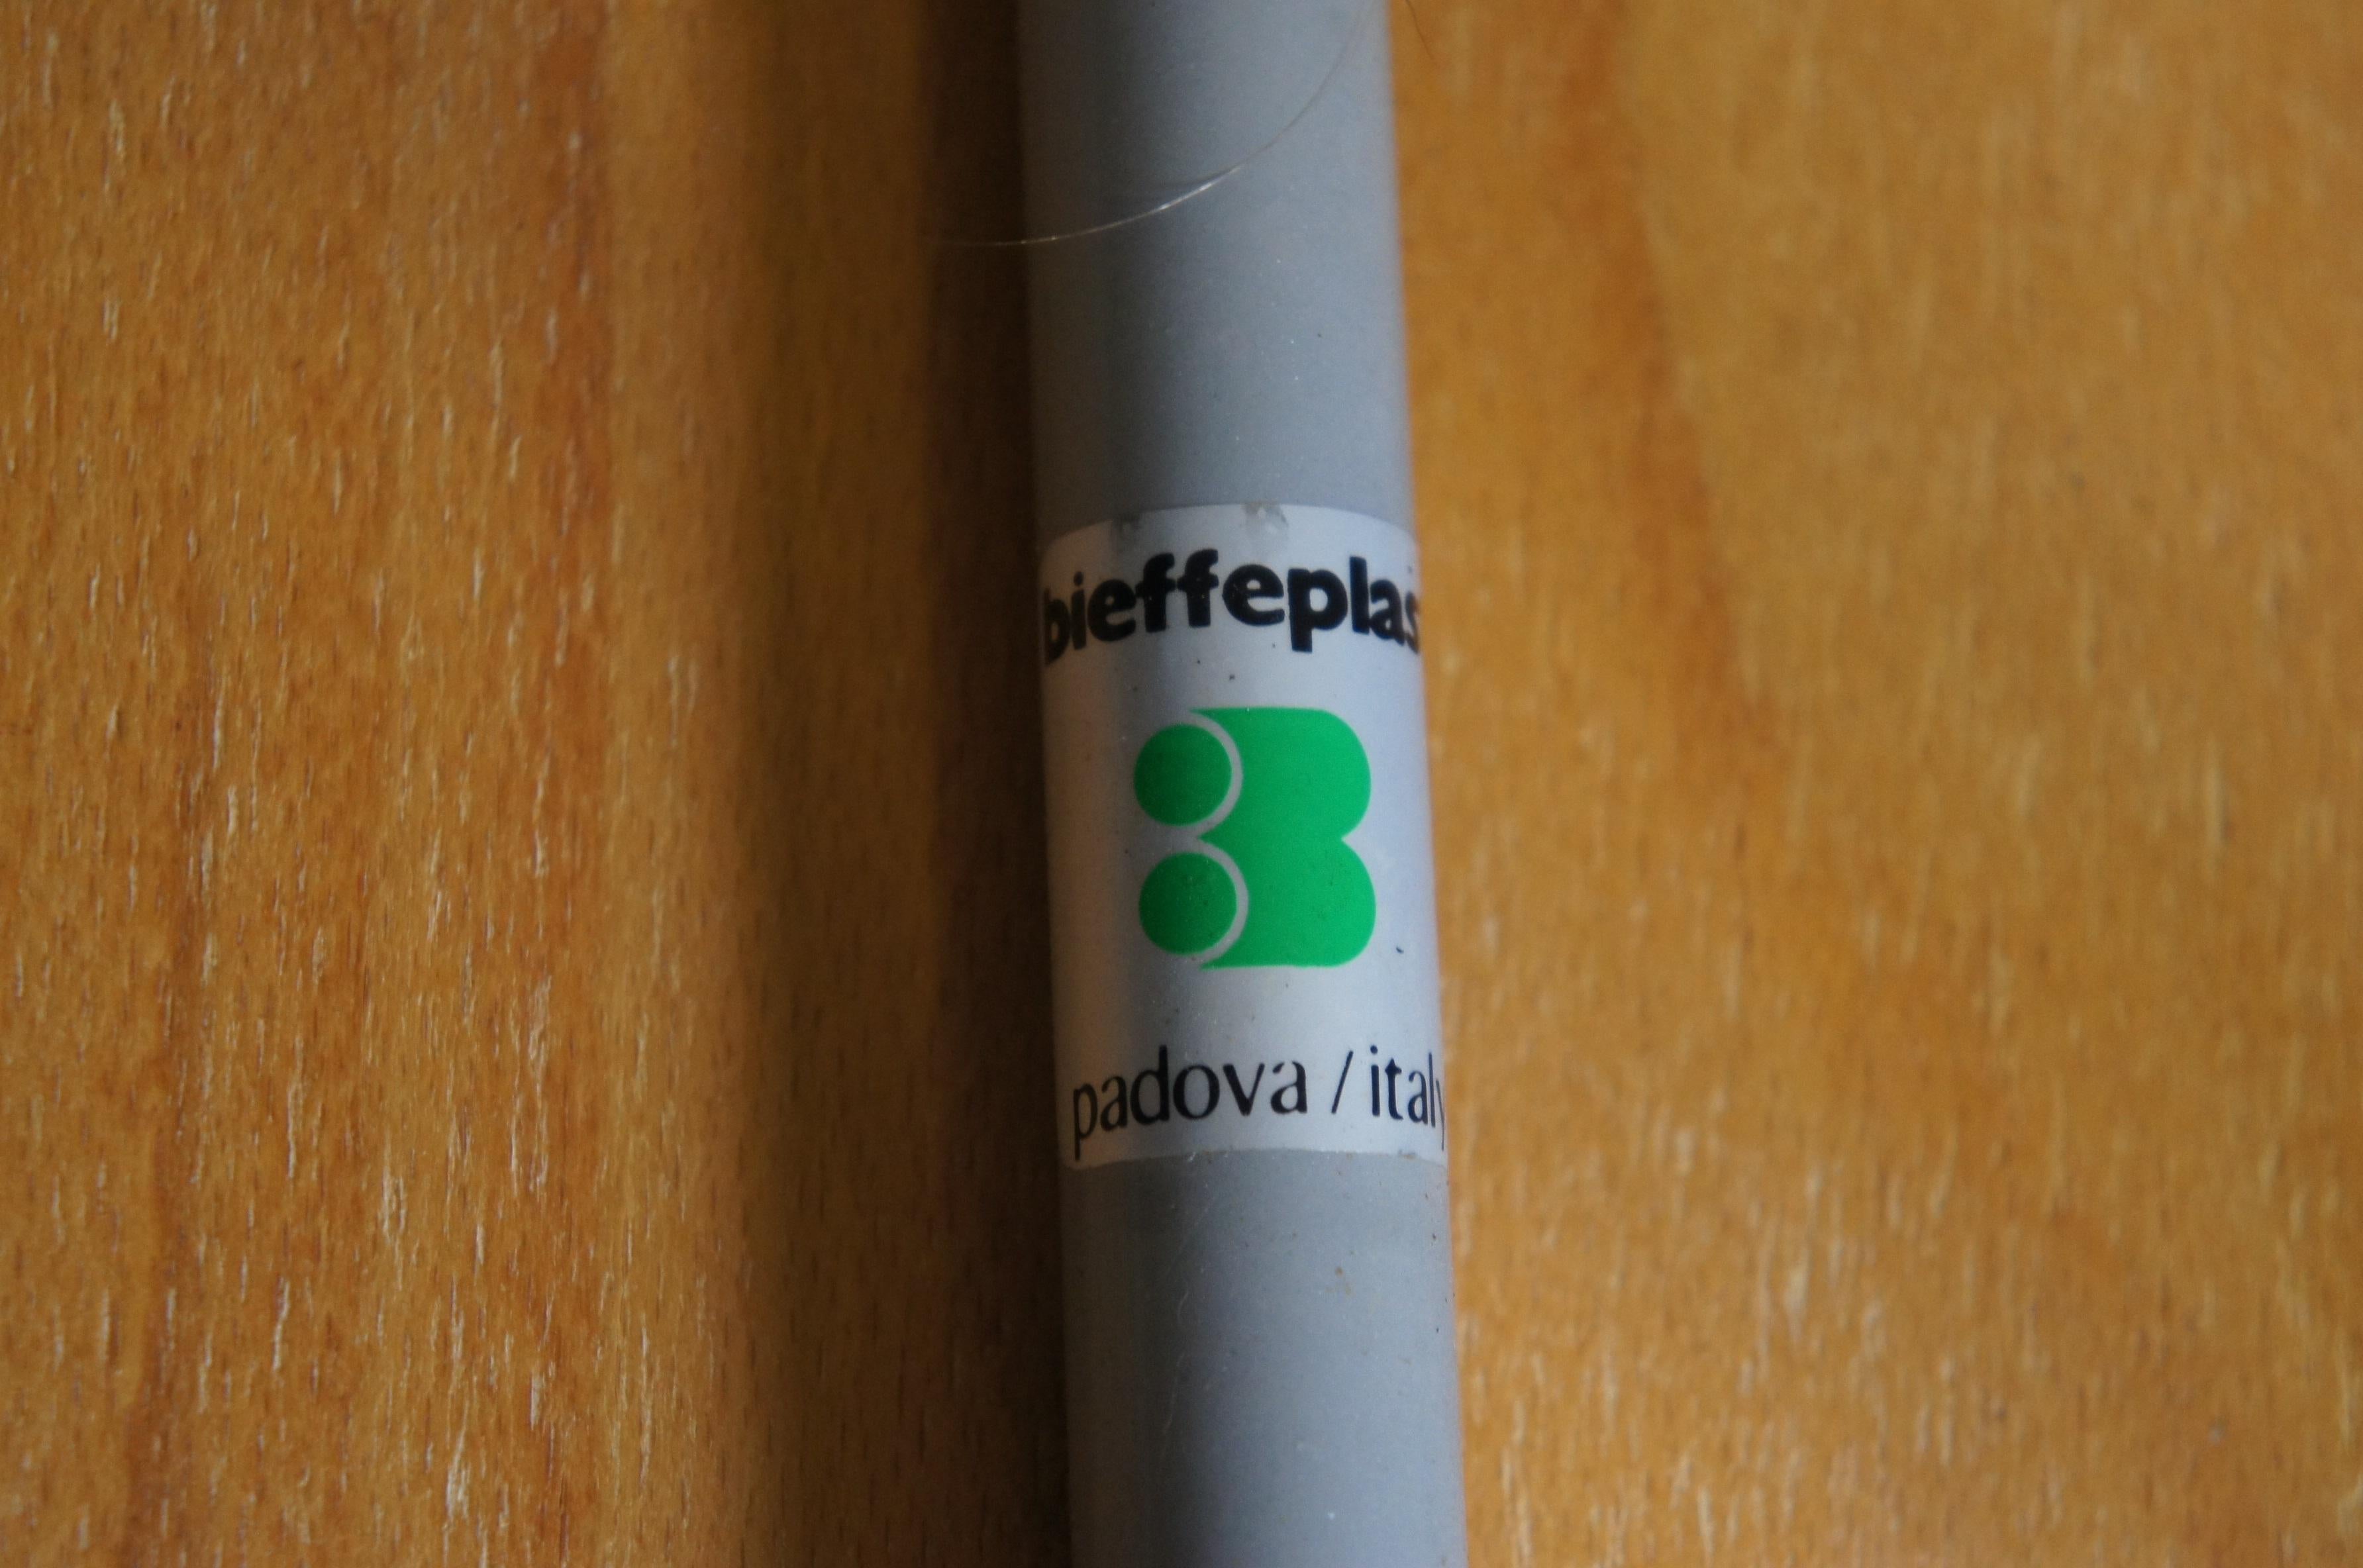 bieffeplas
padova / italy